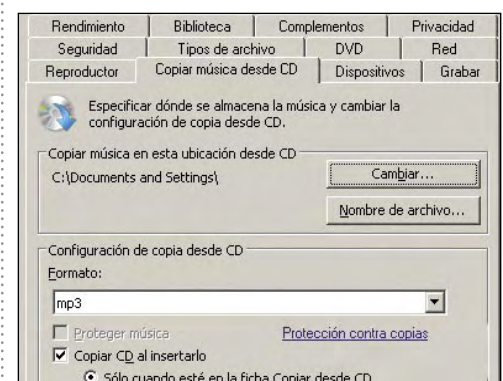 Rendimiento Biblioteca Complementos Privacidad
Seguridad Tipos de archivo DVD Red
Reproductor Copiar música desde CD Dispositivos Grabar
Especificar dónde se almacena la música y cambiar la
configuración de copia desde CD.
Copiar música en esta ubicación desde CD
C:\Documents and Settings\ Cambiar...
Nombre de archivo...
Configuración de copia desde CD
Formato:
mp3
Proteger música Protección contra copias
Copiar CD al insertarlo
Sólo cuando esté en la ficha Copiar desde CD